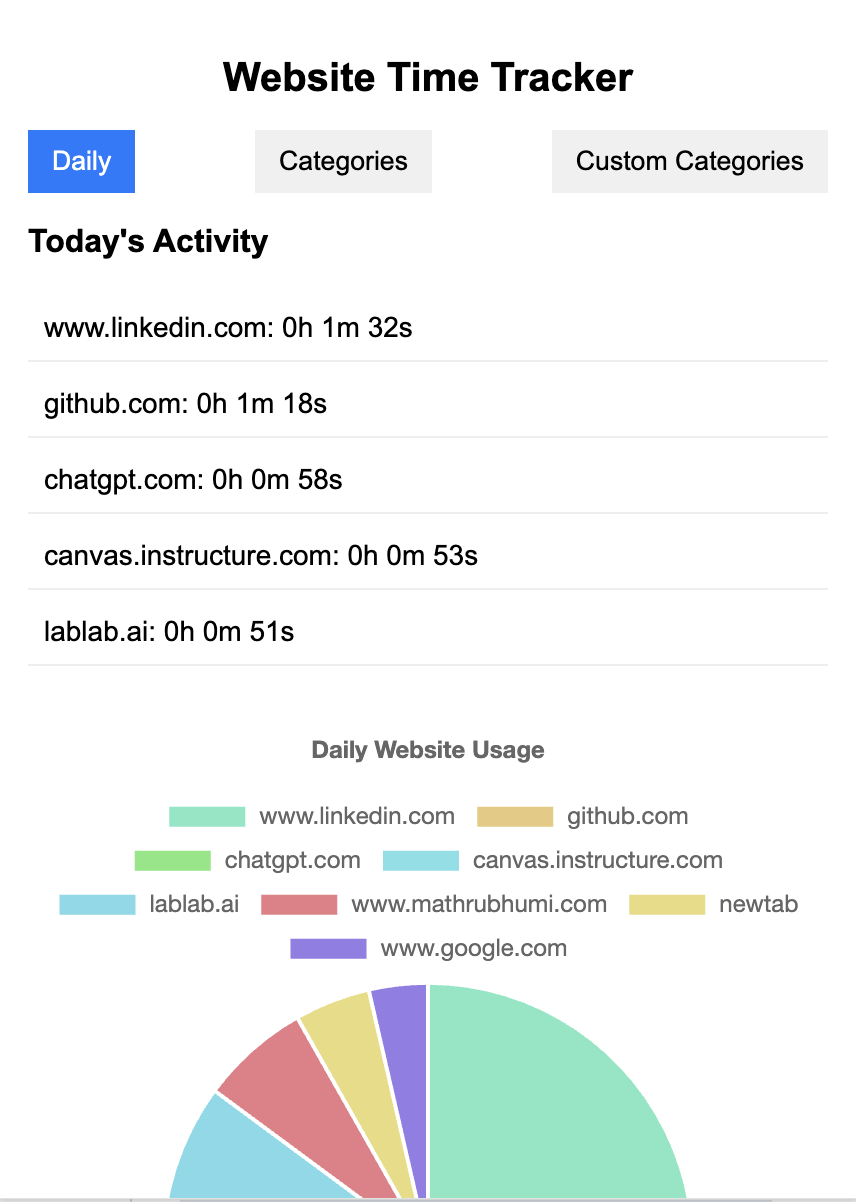 Website Time Tracker
Daily Categories Custom Categories
Today's Activity
www.linkedin.com: 0h 1m 32s
github.com: 0h 1m 18s
chatgpt.com: 0h 0m 58s
canvas.instructure.com: 0h 0m 53s
lablab.ai: 0h 0m 51s
Daily Website Usage
www.linkedin.com github.com
chatgpt.com canvas.instructure.com
lablab.ai www.mathrubhumi.com newtab
www.google.com